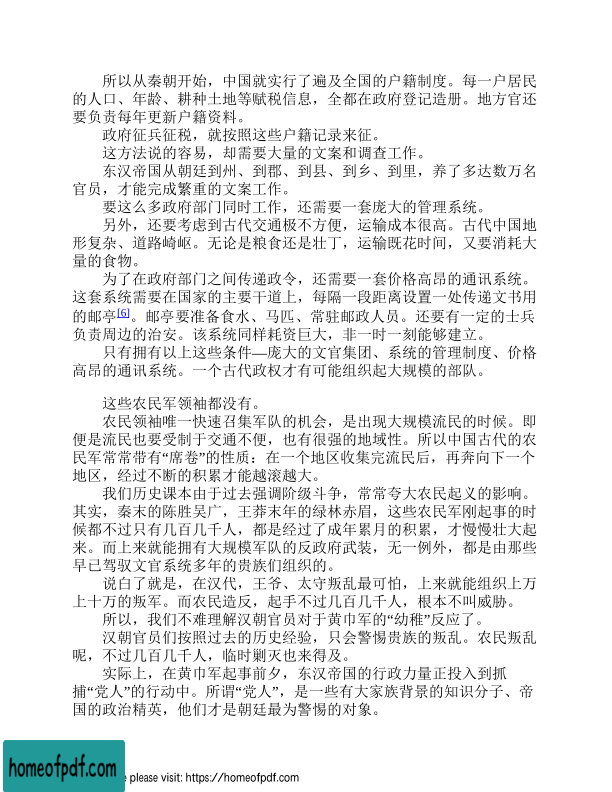 所以从秦朝开始，中国就实行了遍及全国的户籍制度。每一户居民
的人口、年龄、耕种土地等赋税信息，全都在政府登记造册。地方官还
要负责每年更新户籍资料。
政府征兵征税，就按照这些户籍记录来征。
这方法说的容易，却需要大量的文案和调查工作。
东汉帝国从朝廷到州、到郡、到县、到乡、到里，养了多达数万名
官员，才能完成繁重的文案工作。
要这么多政府部门同时工作，还需要一套庞大的管理系统。
另外，还要考虑到古代交通极不方便，运输成本很高。古代中国地
形复杂、道路崎岖。无论是粮食还是壮丁，运输既花时间，又要消耗大
量的食物。
为了在政府部门之间传递政令，还需要一套价格高昂的通讯系统。
这套系统需要在国家的主要干道上，每隔一段距离设置一处传递文书用
的邮亭[6]。邮亭要准备食水、马匹、常驻邮政人员。还要有一定的士兵
负责周边的治安。该系统同样耗资巨大，非一时一刻能够建立。
只有拥有以上这些条件—庞大的文官集团、系统的管理制度、价格
高昂的通讯系统。一个古代政权才有可能组织起大规模的部队。
这些农民军领袖都没有。
农民领袖唯一快速召集军队的机会，是出现大规模流民的时候。即
便是流民也要受制于交通不便，也有很强的地域性。所以中国古代的农
民军常常带有“席卷”的性质：在一个地区收集完流民后，再奔向下一个
地区，经过不断的积累才能越滚越大。
我们历史课本由于过去强调阶级斗争，常常夸大农民起义的影响。
其实，秦末的陈胜吴广，王莽末年的绿林赤眉，这些农民军刚起事的时
候都不过只有几百几千人，都是经过了成年累月的积累，才慢慢壮大起
来。而上来就能拥有大规模军队的反政府武装，无一例外，都是由那些
早已驾驭文官系统多年的贵族们组织的。
说白了就是，在汉代，王爷、太守叛乱最可怕，上来就能组织上万
上十万的叛军。而农民造反，起手不过几百几千人，根本不叫威胁。
所以，我们不难理解汉朝官员对于黄巾军的“幼稚”反应了。
汉朝官员们按照过去的历史经验，只会警惕贵族的叛乱。农民叛乱
呢，不过几百几千人，临时剿灭也来得及。
实际上，在黄巾军起事前夕，东汉帝国的行政力量正投入到抓
捕“党人”的行动中。所谓“党人”，是一些有大家族背景的知识分子、帝
国的政治精英，他们才是朝廷最为警惕的对象。
homeofpdf.com
please visit: https://homeofpdf.com